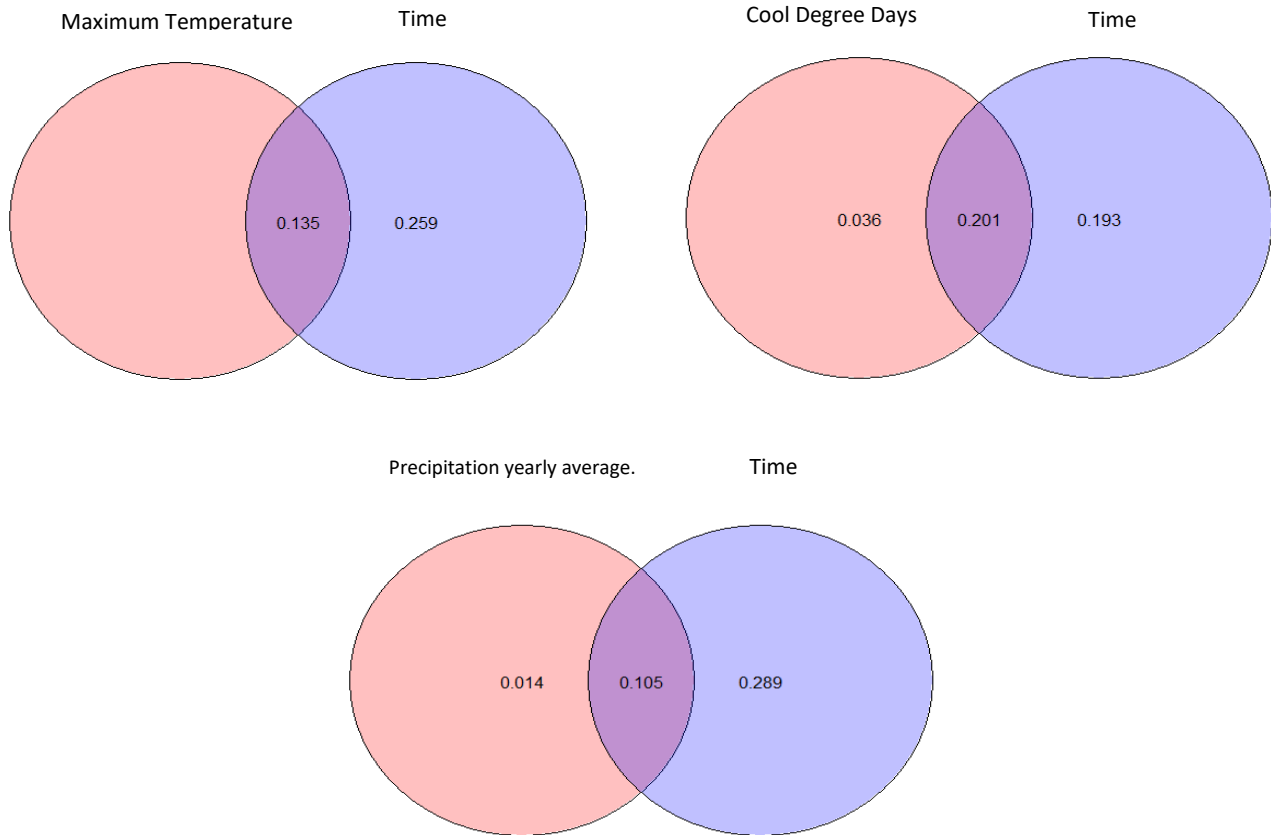 Maximum Temperature
Time
0.135
0.259
Cool Degree Days
Time
0.036
0.201
0.193
Precipitation yearly average.
Time
0.014
0.105
0.289